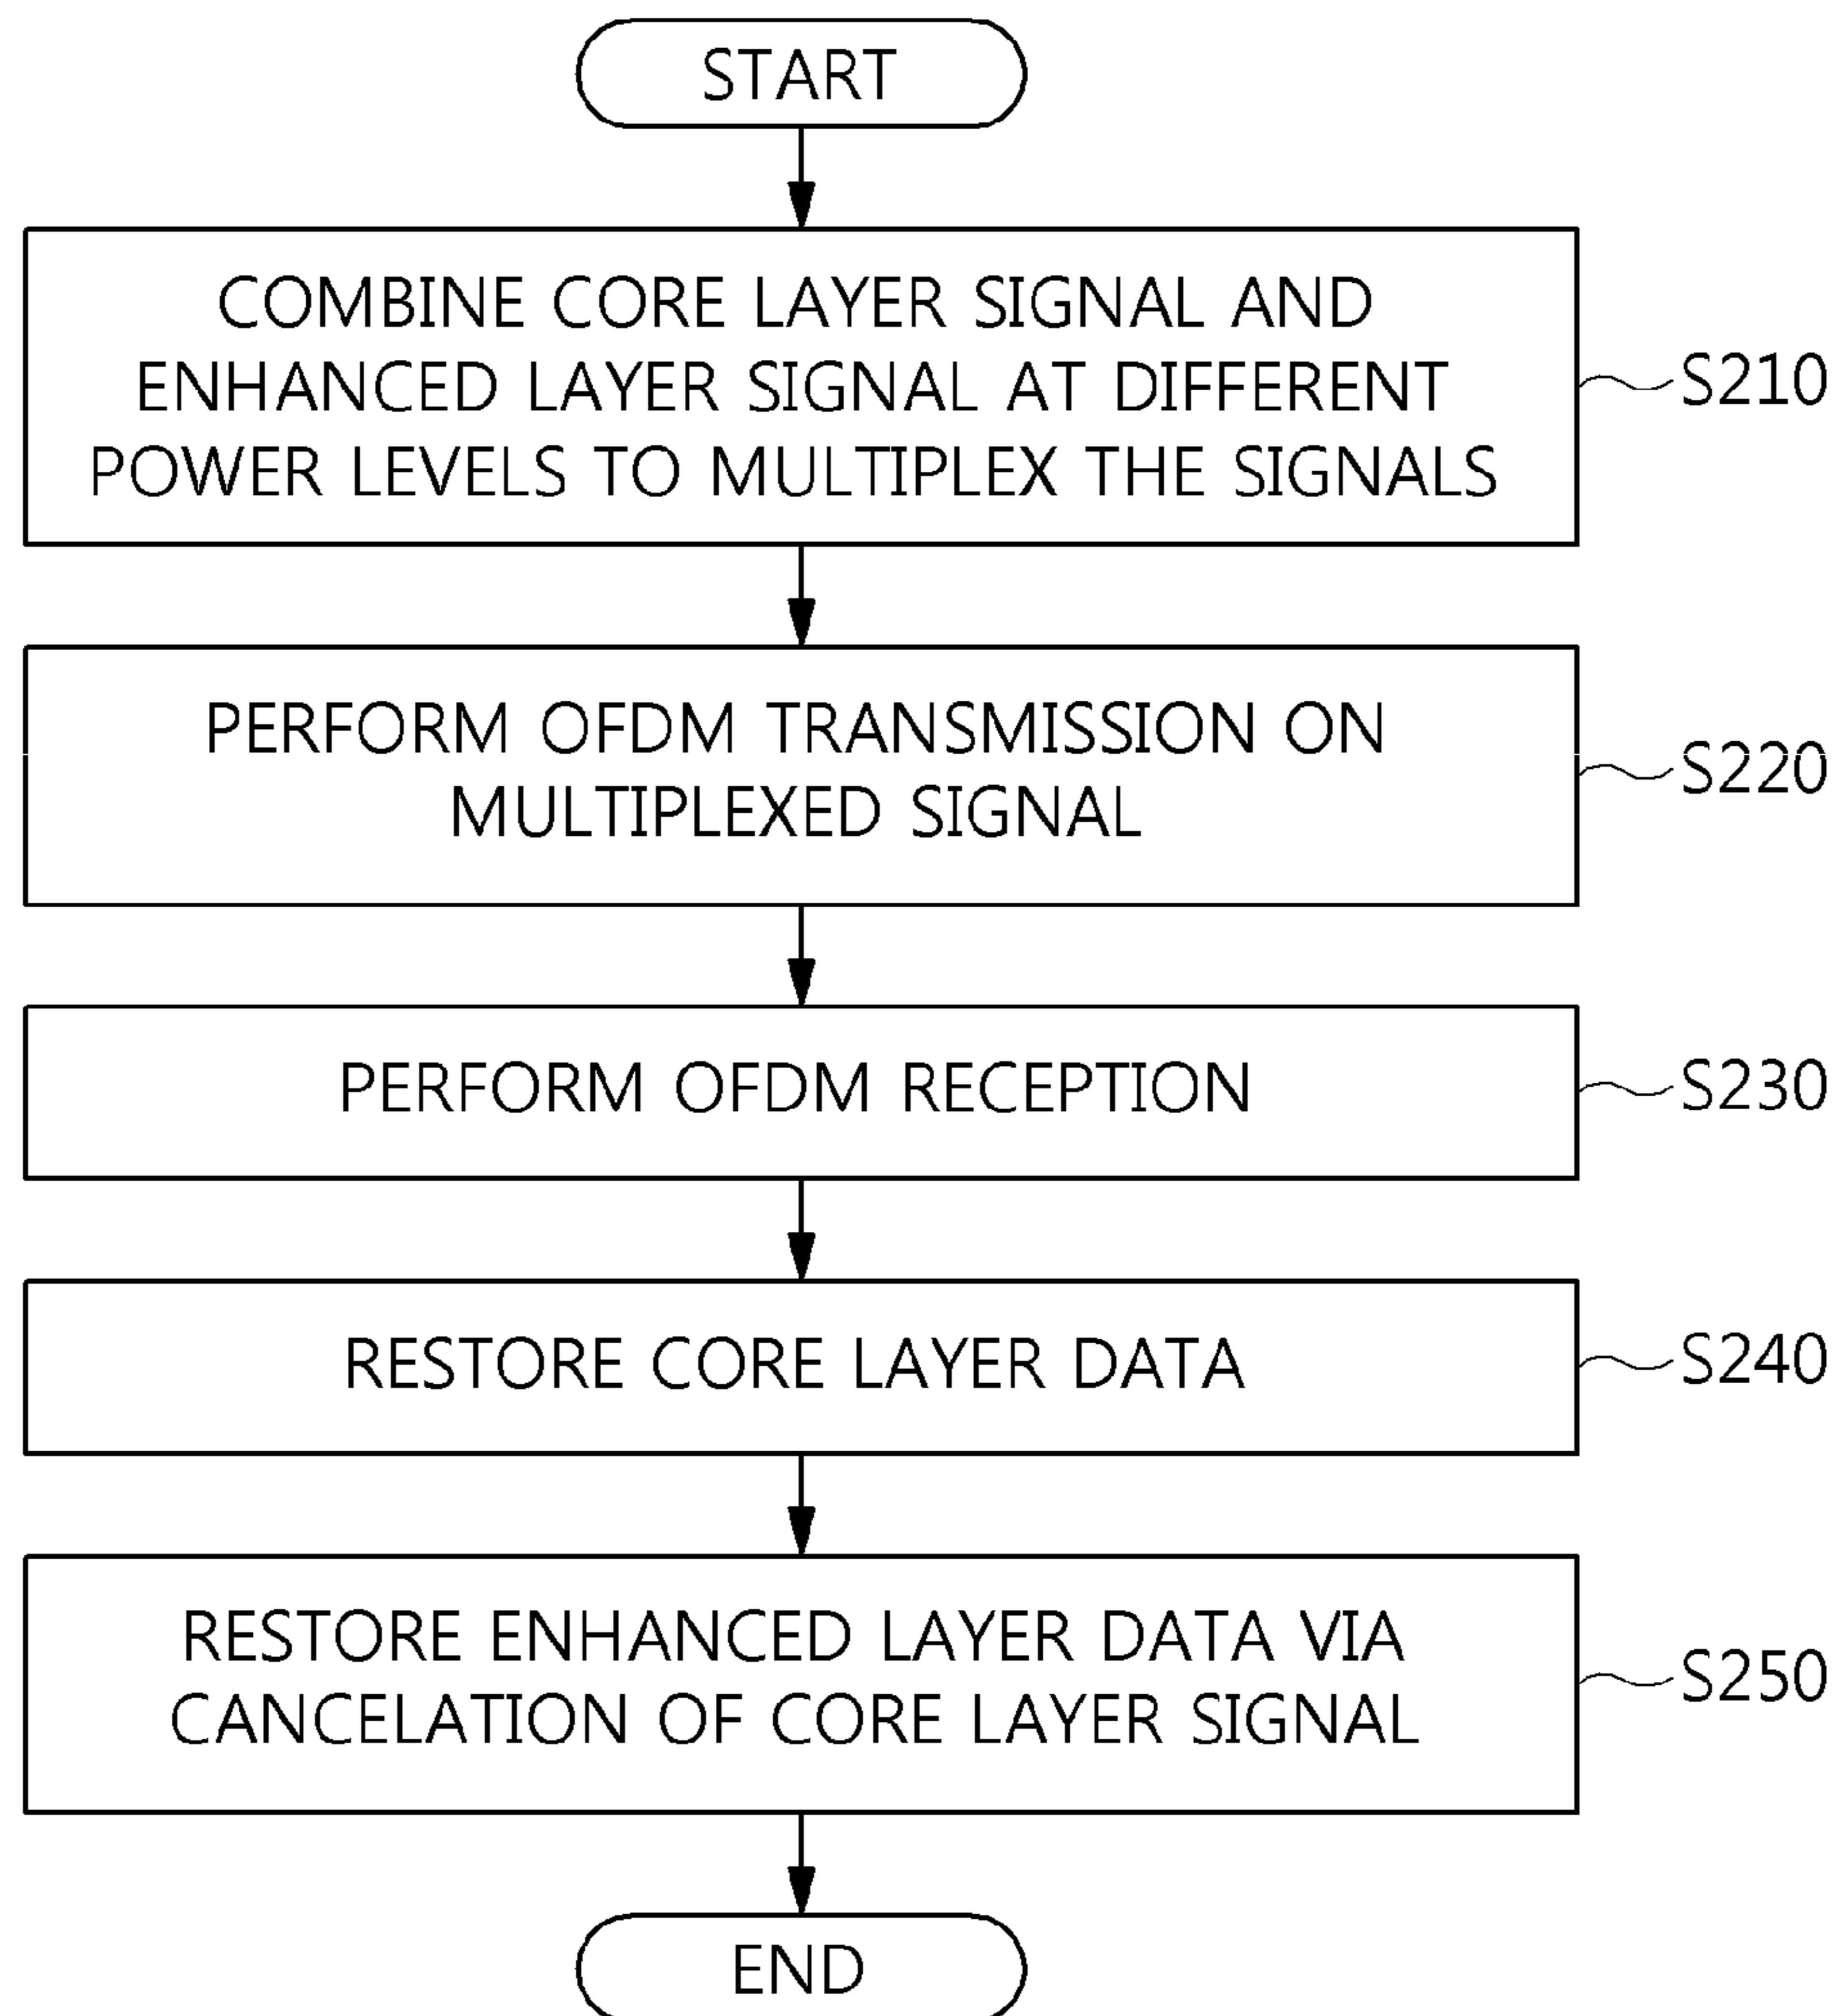 START
COMBINE CORE LAYER SIGNAL AND
ENHANCED LAYER SIGNAL AT DIFFERENT
POWER LEVELS TO MULTIPLEX THE SIGNALS
S210
PERFORM OFDM TRANSMISSION ON
MULTIPLEXED SIGNAL
S220
PERFORM OFDM RECEPTION
S230
RESTORE CORE LAYER DATA
S240
RESTORE ENHANCED LAYER DATA VIA
CANCELATION OF CORE LAYER SIGNAL
S250
END